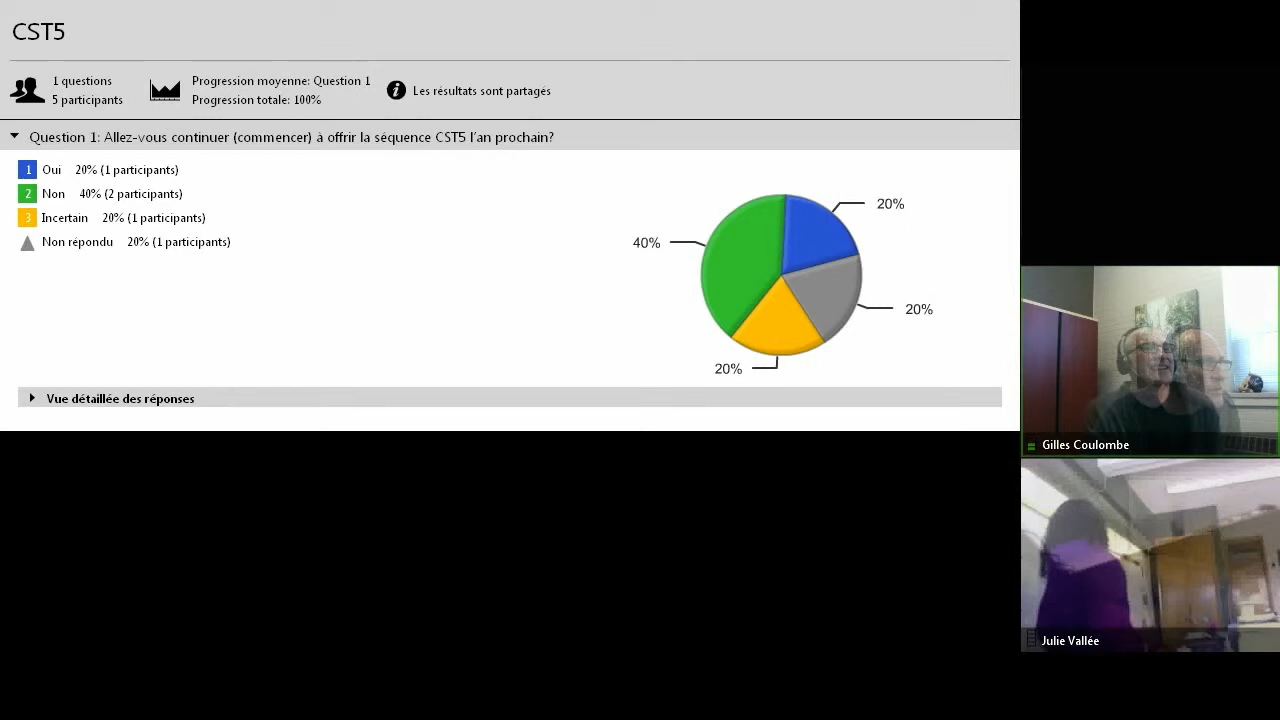 CST5
1 questions
5 participants
Progression moyenne: Question 1
Progression totale: 100%
Les résultats sont partagés
Question 1: Allez-vous continuer (commencer) à offrir la séquence CST5 l'an prochain?
1 Oui 20% (1 participants)
2 Non 40% (2 participants)
3 Incertain 20% (1 participants)
Non répondu 20% (1 participants)
20%
40%
20%
20%
Vue détaillée des réponses
Gilles Coulombe
Julie Vallée